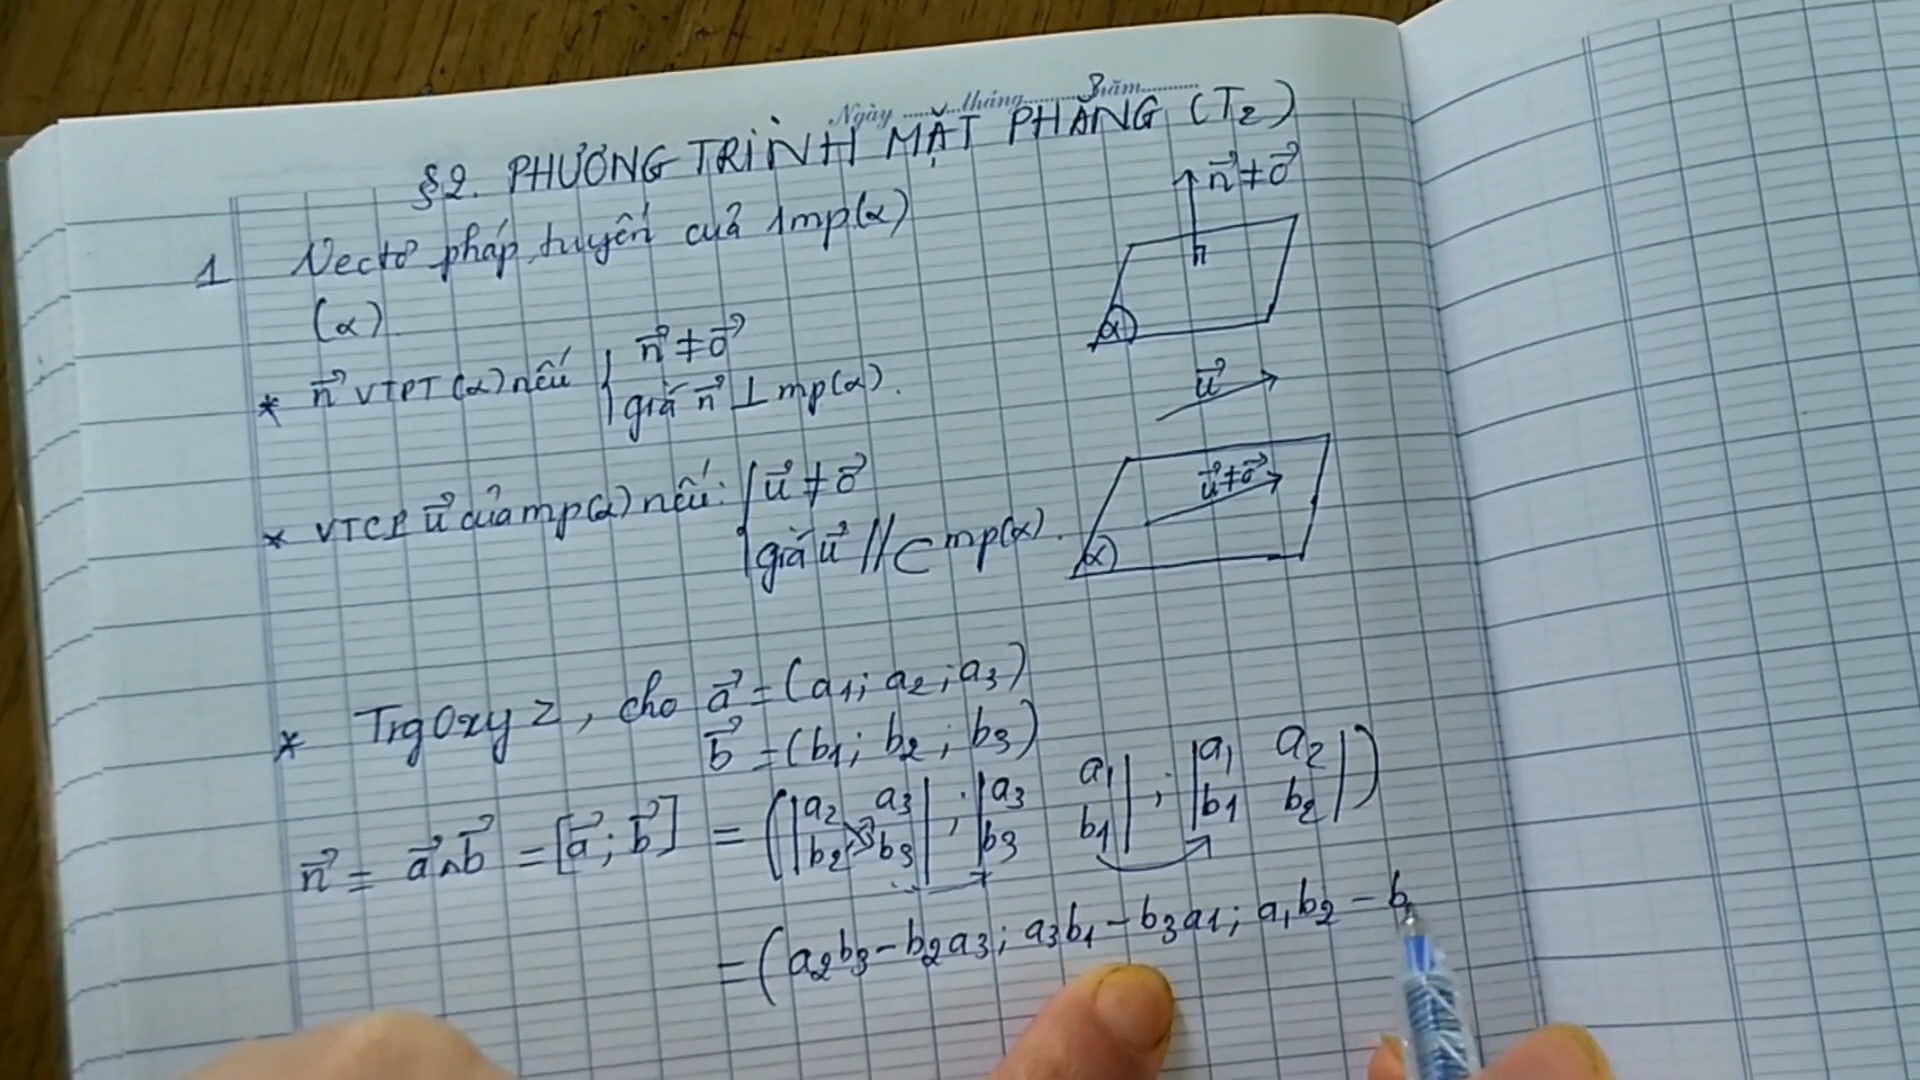 Ngày ........ tháng ........ năm ........
§2. PHƯƠNG TRÌNH MẶT PHẲNG (T2)
1 Vectơ pháp tuyến của 1mp(α)
(α).
n⃗ ≠ 0⃗
(α)
* n⃗ VTPT (α) nếu { n⃗ ≠ 0⃗
giá n⃗ ⊥ mp(α).
u⃗
* VTCP u⃗ của mp(α) nếu: { u⃗ ≠ 0⃗
giá u⃗ // ⊂ mp(α).
u⃗ ≠ 0⃗
(α)
* Trg Oxyz, cho a⃗ = (a1; a2; a3)
b⃗ = (b1; b2; b3)
n⃗ = a⃗ ∧ b⃗ = [a⃗; b⃗] = (|a2 a3; b2 b3| ; |a3 a1; b3 b1| ; |a1 a2; b1 b2|)
= (a2b3 - b2a3; a3b1 - b3a1; a1b2 - b